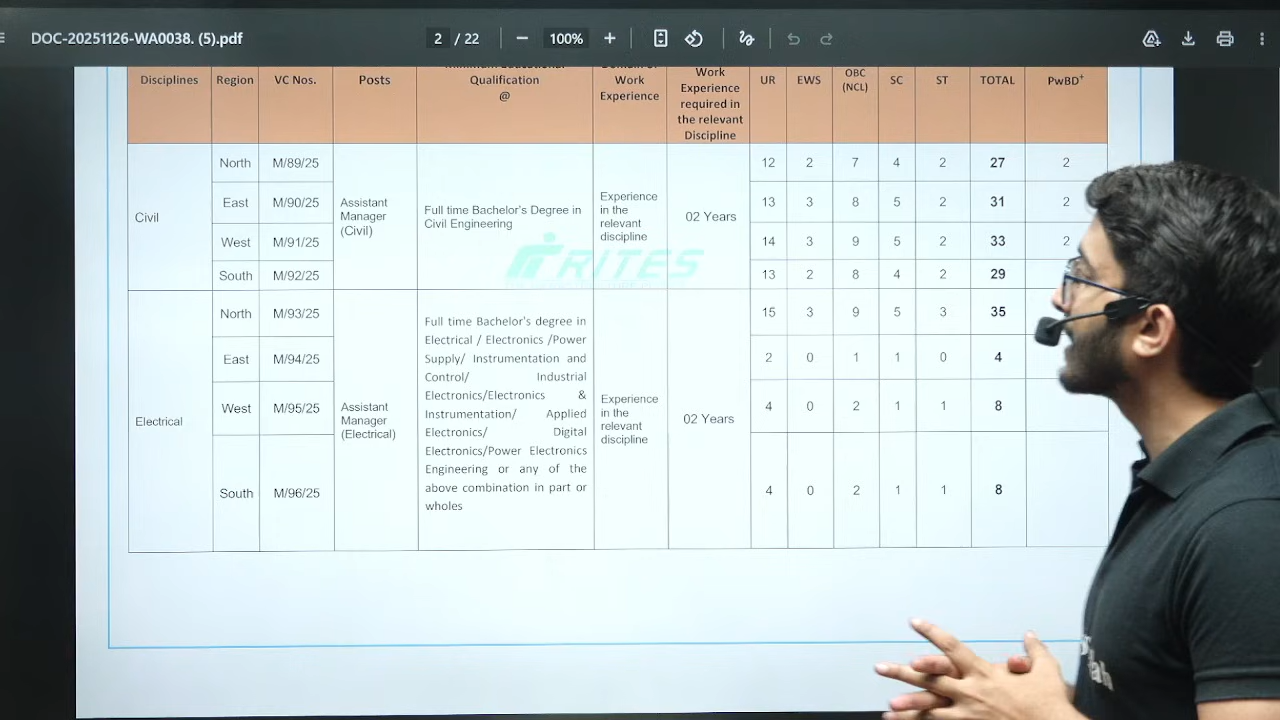 DOC-20251126-WA0038. (5).pdf
2 / 22
100%
Disciplines Region VC Nos. Posts Minimum Educational Qualification @ Work Experience Work Experience required in the relevant Discipline UR EWS OBC (NCL) SC ST TOTAL PwBD+
Civil
North M/89/25 12 2 7 4 2 27 2
East M/90/25 13 3 8 5 2 31 2
West M/91/25 14 3 9 5 2 33 2
South M/92/25 13 2 8 4 2 29
Assistant
Manager
(Civil)
Full time Bachelor's Degree in
Civil Engineering
Experience
in the
relevant
discipline
02 Years
RITES
Electrical
North M/93/25 15 3 9 5 3 35
East M/94/25 2 0 1 1 0 4
West M/95/25 4 0 2 1 1 8
South M/96/25 4 0 2 1 1 8
Assistant
Manager
(Electrical)
Full time Bachelor's degree in
Electrical / Electronics /Power
Supply/ Instrumentation and
Control/ Industrial
Electronics/Electronics &
Instrumentation/ Applied
Electronics/ Digital
Electronics/Power Electronics
Engineering or any of the
above combination in part or
wholes
Experience
in the
relevant
discipline
02 Years